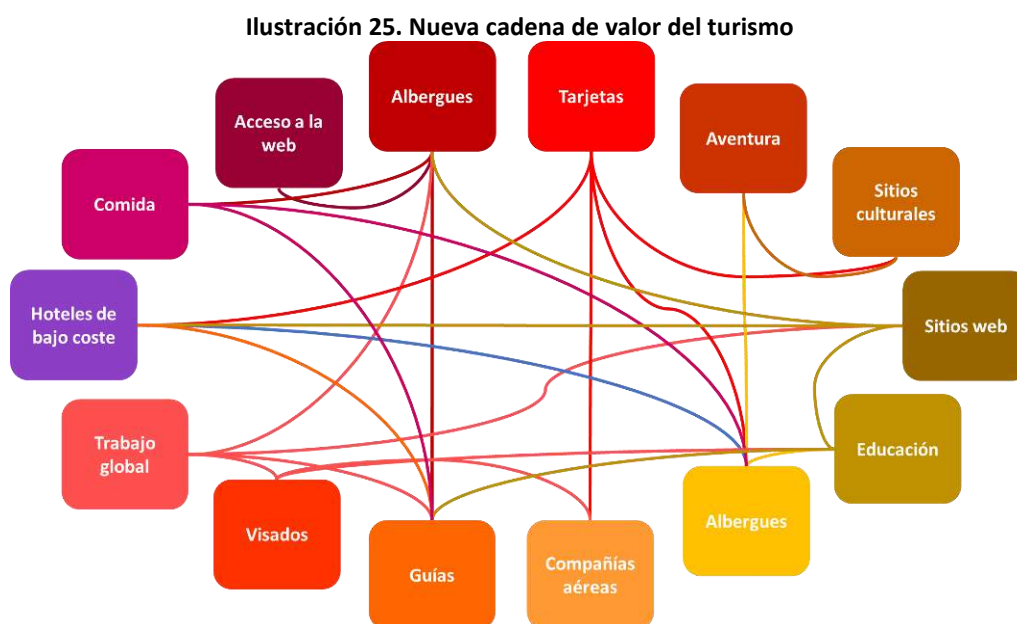 Ilustración 25. Nueva cadena de valor del turismo
Albergues
Tarjetas
Acceso a la
web
Aventura
Comida
Sitios
culturales
Hoteles de
bajo coste
Sitios web
Trabajo
global
Educación
Visados
Guías
Compañías
aéreas
Albergues